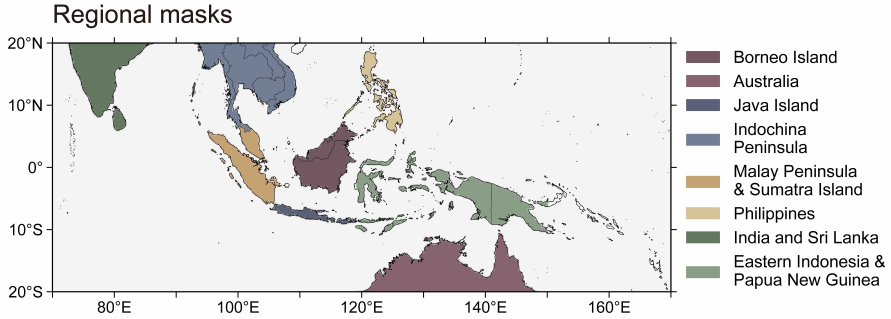 Regional masks
20°N
10°N
0°
10°S
20°S
80°E
100°E
120°E
140°E
160°E
Borneo Island
Australia
Java Island
Indochina
Peninsula
Malay Peninsula
& Sumatra Island
Philippines
India and Sri Lanka
Eastern Indonesia &
Papua New Guinea